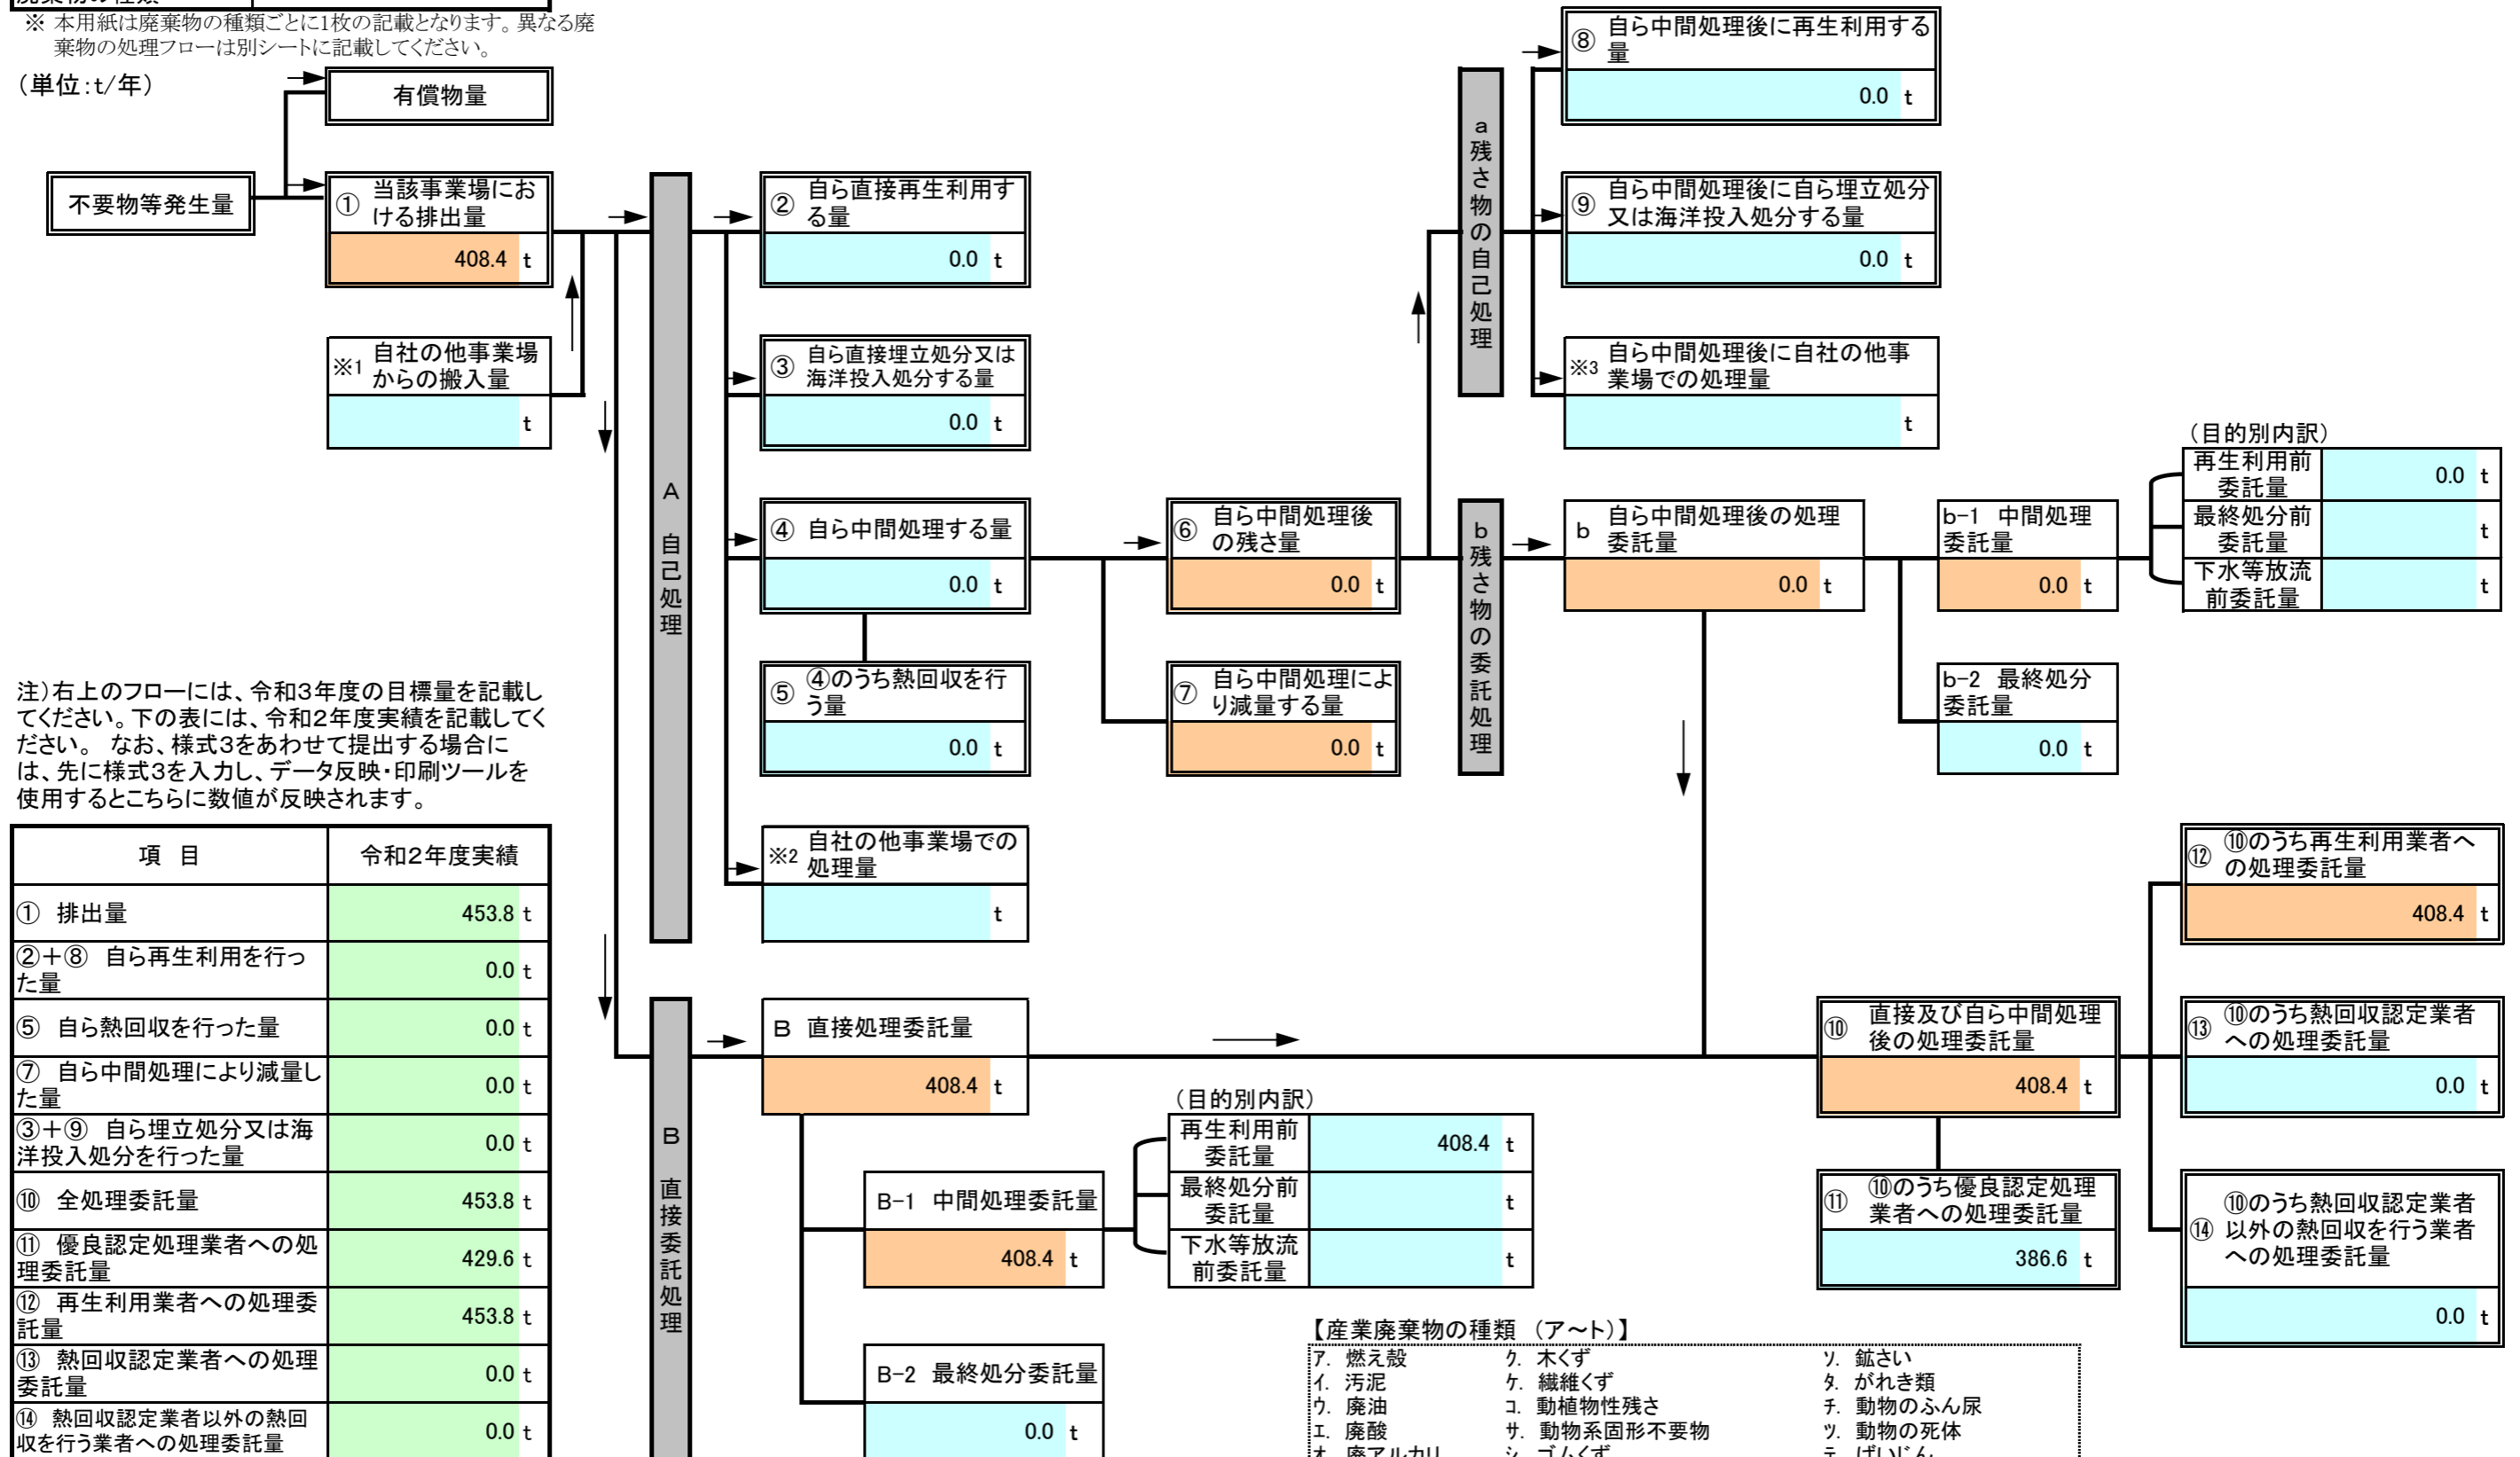 ※ 本用紙は廃棄物の種類ごとに1枚の記載となります。異なる廃
棄物の処理フローは別シートに記載してください。
(単位:t/年)
有償物量
不要物等発生量
① 当該事業場にお
ける排出量
408.4 t
※1 自社の他事業場
からの搬入量
t
A 自己処理
② 自ら直接再生利用す
る量
0.0 t
③ 自ら直接埋立処分又は
海洋投入処分する量
0.0 t
④ 自ら中間処理する量
0.0 t
⑤ ④のうち熱回収を行
う量
0.0 t
※2 自社の他事業場での
処理量
t
⑥ 自ら中間処理後
の残さ量
0.0 t
⑦ 自ら中間処理によ
り減量する量
0.0 t
a 残さ物の自己処理
⑧ 自ら中間処理後に再生利用する
量
0.0 t
⑨ 自ら中間処理後に自ら埋立処分
又は海洋投入処分する量
0.0 t
※3 自ら中間処理後に自社の他事
業場での処理量
t
b 残さ物の委託処理
b 自ら中間処理後の処理
委託量
0.0 t
b-1 中間処理
委託量
0.0 t
b-2 最終処分
委託量
0.0 t
(目的別内訳)
再生利用前
委託量
0.0 t
最終処分前
委託量
t
下水等放流
前委託量
t
注)右上のフローには、令和3年度の目標量を記載し
てください。下の表には、令和2年度実績を記載してく
ださい。 なお、様式3をあわせて提出する場合に
は、先に様式3を入力し、データ反映・印刷ツールを
使用するとこちらに数値が反映されます。
項 目 令和2年度実績
① 排出量 453.8 t
②+⑧ 自ら再生利用を行っ
た量 0.0 t
⑤ 自ら熱回収を行った量 0.0 t
⑦ 自ら中間処理により減量し
た量 0.0 t
③+⑨ 自ら埋立処分又は海
洋投入処分を行った量 0.0 t
⑩ 全処理委託量 453.8 t
⑪ 優良認定処理業者への処
理委託量 429.6 t
⑫ 再生利用業者への処理委
託量 453.8 t
⑬ 熱回収認定業者への処理
委託量 0.0 t
⑭ 熱回収認定業者以外の熱回
収を行う業者への処理委託量 0.0 t
B 直接委託処理
B 直接処理委託量
408.4 t
B-1 中間処理委託量
408.4 t
B-2 最終処分委託量
0.0 t
(目的別内訳)
再生利用前
委託量
408.4 t
最終処分前
委託量
t
下水等放流
前委託量
t
⑩ 直接及び自ら中間処理
後の処理委託量
408.4 t
⑪ ⑩のうち優良認定処理
業者への処理委託量
386.6 t
⑫ ⑩のうち再生利用業者へ
の処理委託量
408.4 t
⑬ ⑩のうち熱回収認定業者
への処理委託量
0.0 t
⑭ ⑩のうち熱回収認定業者
以外の熱回収を行う業者
への処理委託量
0.0 t
【産業廃棄物の種類 (ア~ト)】
ア. 燃え殻 ク. 木くず ソ. 鉱さい
イ. 汚泥 ケ. 繊維くず タ. がれき類
ウ. 廃油 コ. 動植物性残さ チ. 動物のふん尿
エ. 廃酸 サ. 動物系固形不要物 ツ. 動物の死体
オ. 廃アルカリ シ. ゴムくず テ. ばいじん